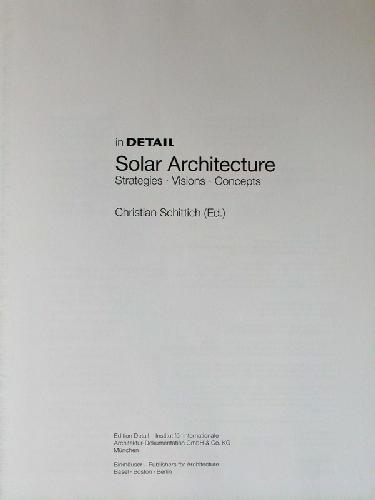 in DETAIL
Solar Architecture
Strategies · Visions · Concepts
Christian Schittich (Ed.)
Edition Detail – Institut für internationale
Architektur-Dokumentation GmbH & Co. KG
München
Birkhäuser – Publishers for Architecture
Basel · Boston · Berlin